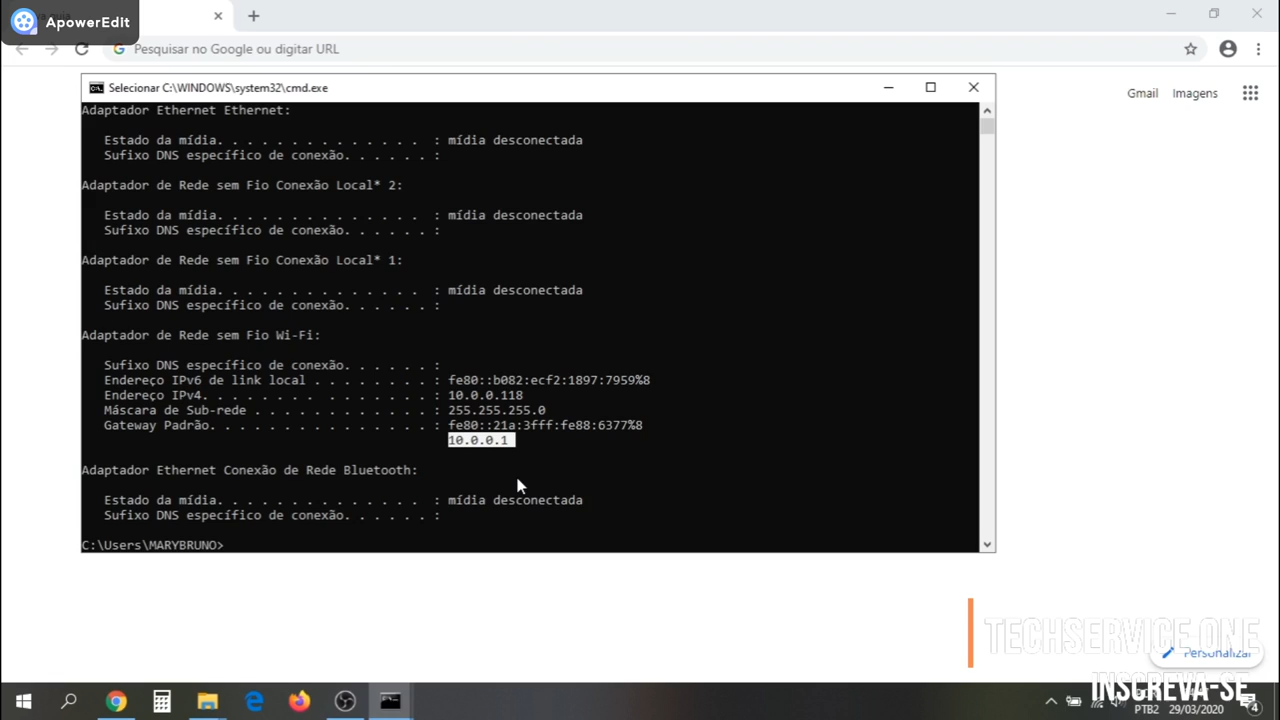 ApowerEdit
Pesquisar no Google ou digitar URL
Gmail
Imagens
Selecionar C:\WINDOWS\system32\cmd.exe
Adaptador Ethernet Ethernet:
Estado da mídia. . . . . . . . . . . . . . : mídia desconectada
Sufixo DNS específico de conexão. . . . . . :
Adaptador de Rede sem Fio Conexão Local* 2:
Estado da mídia. . . . . . . . . . . . . . : mídia desconectada
Sufixo DNS específico de conexão. . . . . . :
Adaptador de Rede sem Fio Conexão Local* 1:
Estado da mídia. . . . . . . . . . . . . . : mídia desconectada
Sufixo DNS específico de conexão. . . . . . :
Adaptador de Rede sem Fio Wi-Fi:
Sufixo DNS específico de conexão. . . . . . :
Endereço IPv6 de link local . . . . . . . . : fe80::b082:ecf2:1897:7959%8
Endereço IPv4. . . . . . . . . . . . . . . : 10.0.0.118
Máscara de Sub-rede . . . . . . . . . . . . : 255.255.255.0
Gateway Padrão. . . . . . . . . . . . . . . : fe80::21a:3fff:fe88:6377%8
10.0.0.1
Adaptador Ethernet Conexão de Rede Bluetooth:
Estado da mídia. . . . . . . . . . . . . . : mídia desconectada
Sufixo DNS específico de conexão. . . . . . :
C:\Users\MARYBRUNO>
TECHSERVICE ONE
Personalizar
INSCREVA-SE
PTB2
29/03/2020
4